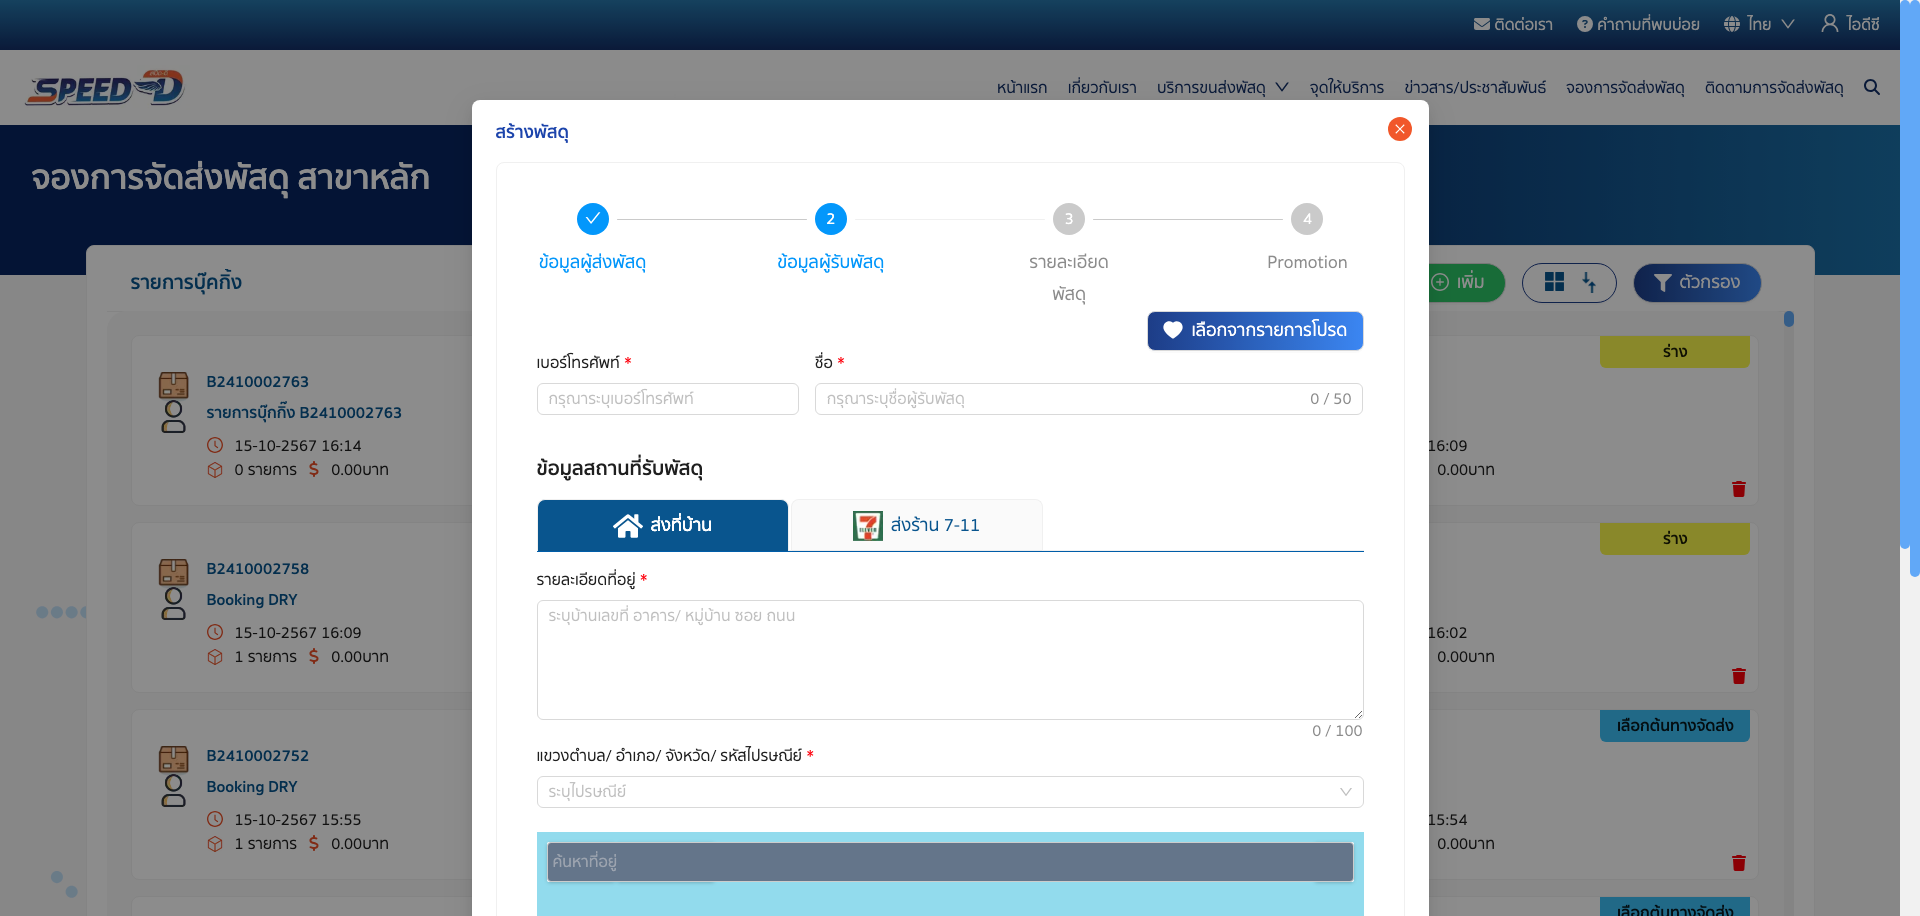 ติดต่อเรา
คำถามที่พบบ่อย
ไทย
ไอดีซี
SPEED-D
หน้าแรก
เกี่ยวกับเรา
บริการขนส่งพัสดุ
จุดให้บริการ
ข่าวสาร/ประชาสัมพันธ์
จองการจัดส่งพัสดุ
ติดตามการจัดส่งพัสดุ
จองการจัดส่งพัสดุ สาขาหลัก
รายการบุ๊คกิ้ง
เพิ่ม
ตัวกรอง
B2410002763
รายการบุ๊กกิ๊ง B2410002763
15-10-2567 16:14
0 รายการ $ 0.00บาท
B2410002758
Booking DRY
15-10-2567 16:09
1 รายการ $ 0.00บาท
B2410002752
Booking DRY
15-10-2567 15:55
1 รายการ $ 0.00บาท
สร้างพัสดุ
2 3 4
ข้อมูลผู้ส่งพัสดุ
ข้อมูลผู้รับพัสดุ
รายละเอียด
พัสดุ
Promotion
เลือกจากรายการโปรด
เบอร์โทรศัพท์ *
ชื่อ *
กรุณาระบุเบอร์โทรศัพท์
กรุณาระบุชื่อผู้รับพัสดุ
0 / 50
ข้อมูลสถานที่รับพัสดุ
ส่งที่บ้าน
7 ELEVEN
ส่งร้าน 7-11
รายละเอียดที่อยู่ *
ระบุบ้านเลขที่ อาคาร/ หมู่บ้าน ซอย ถนน
0 / 100
แขวงตำบล/ อำเภอ/ จังหวัด/ รหัสไปรษณีย์ *
ระบุไปรษณีย์
ค้นหาที่อยู่
ร่าง
16:09
0.00บาท
ร่าง
16:02
0.00บาท
เลือกต้นทางจัดส่ง
15:54
0.00บาท
เลือกต้นทางจัดส่ง